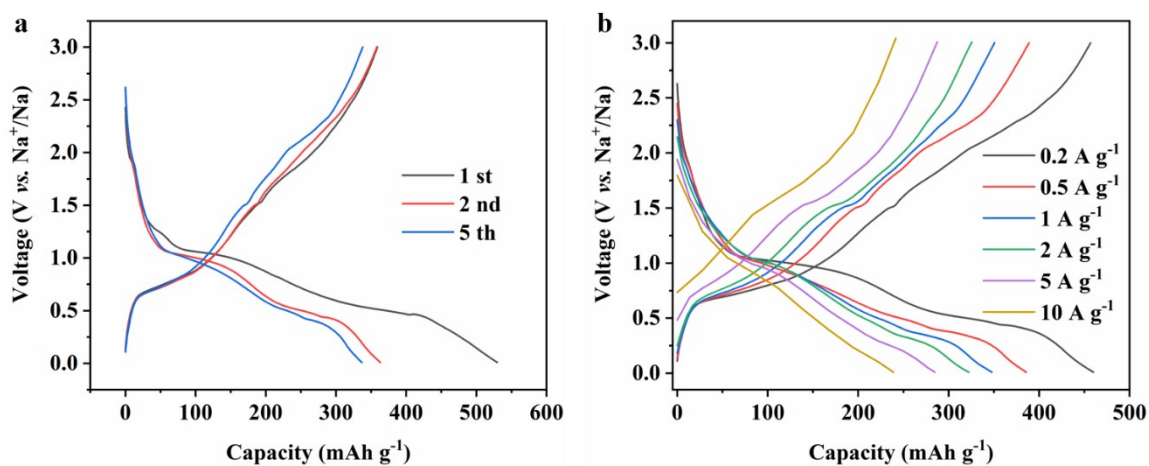 a
Voltage (V vs. Na⁺/Na)
3.0
2.5
2.0
1.5
1.0
0.5
0.0
1 st
2 nd
5 th
0 100 200 300 400 500 600
Capacity (mAh g⁻¹)
b
Voltage (V vs. Na⁺/Na)
3.0
2.5
2.0
1.5
1.0
0.5
0.0
0.2 A g⁻¹
0.5 A g⁻¹
1 A g⁻¹
2 A g⁻¹
5 A g⁻¹
10 A g⁻¹
0 100 200 300 400 500
Capacity (mAh g⁻¹)